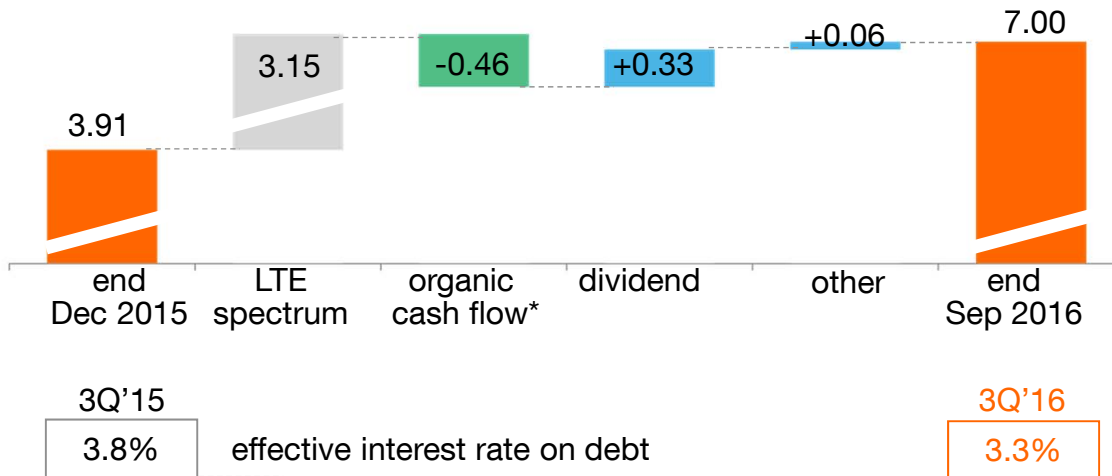 3.91
3.15
-0.46
+0.33
+0.06
7.00
end
Dec 2015
LTE
spectrum
organic
cash flow*
dividend
other
end
Sep 2016
3Q’15
3.8%
effective interest rate on debt
3Q’16
3.3%